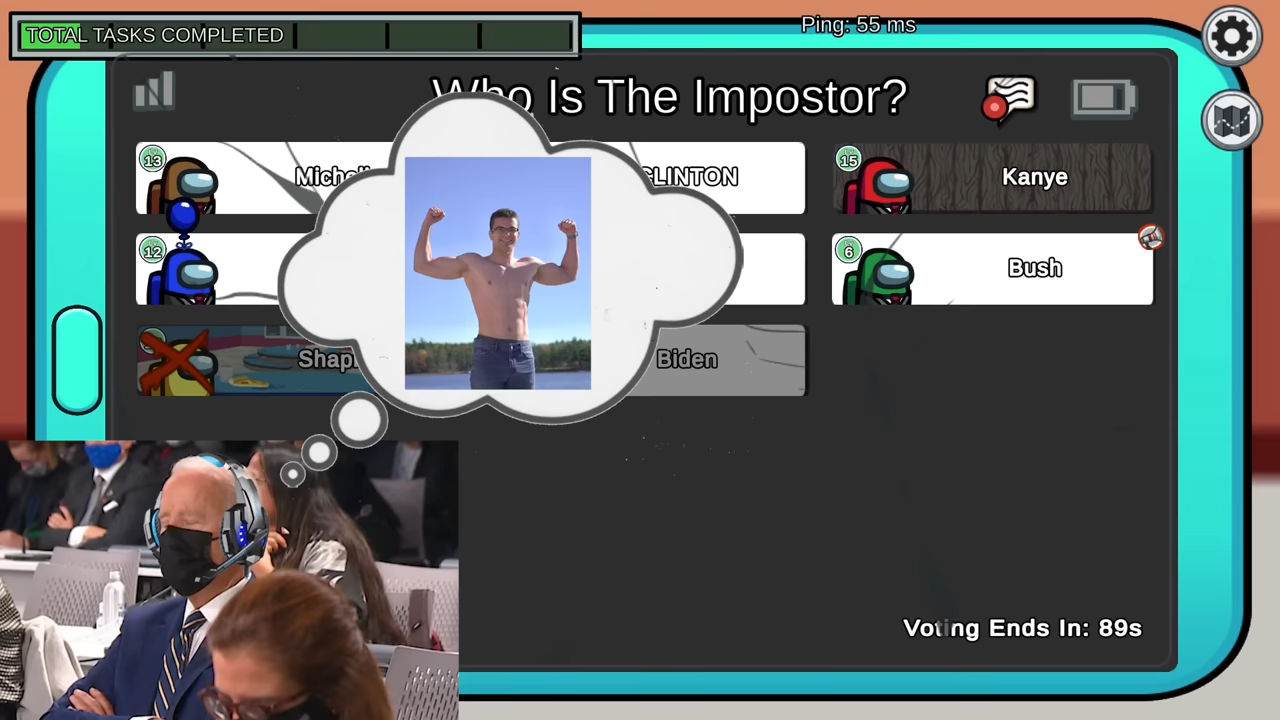 TOTAL TASKS COMPLETED
Ping: 55 ms
Who Is The Impostor?
13
CLINTON
15
Kanye
12
6
Bush
Biden
Voting Ends In: 89s